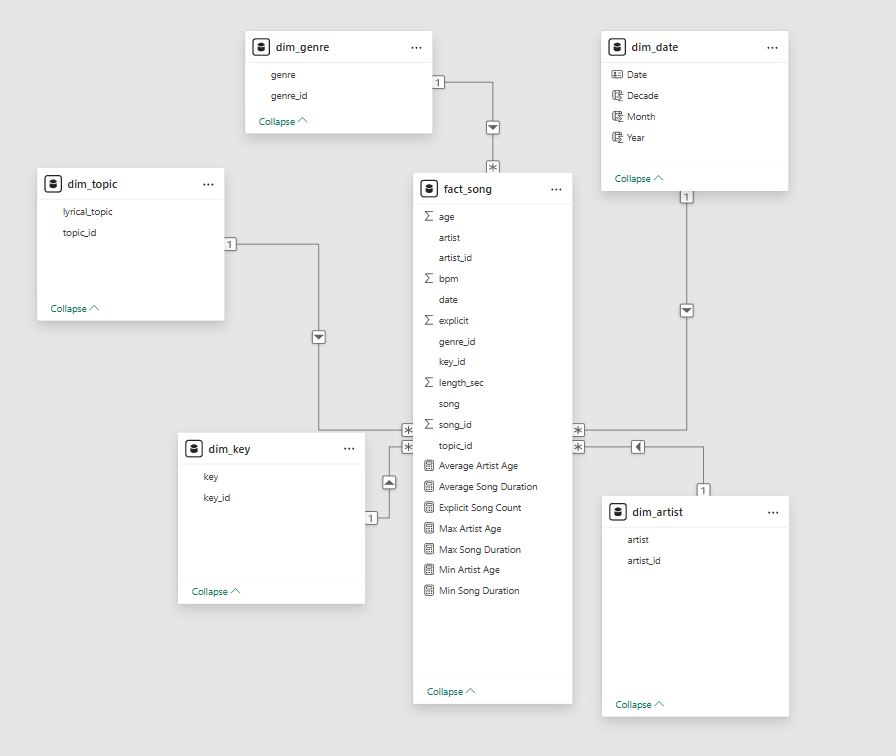 dim_genre
genre
genre_id
Collapse
dim_date
Date
Decade
Month
Year
Collapse
dim_topic
lyrical_topic
topic_id
Collapse
fact_song
age
artist
artist_id
bpm
date
explicit
genre_id
key_id
length_sec
song
song_id
topic_id
Average Artist Age
Average Song Duration
Explicit Song Count
Max Artist Age
Max Song Duration
Min Artist Age
Min Song Duration
Collapse
dim_key
key
key_id
Collapse
dim_artist
artist
artist_id
Collapse
1
*
1
*
1
*
1
*
1
*